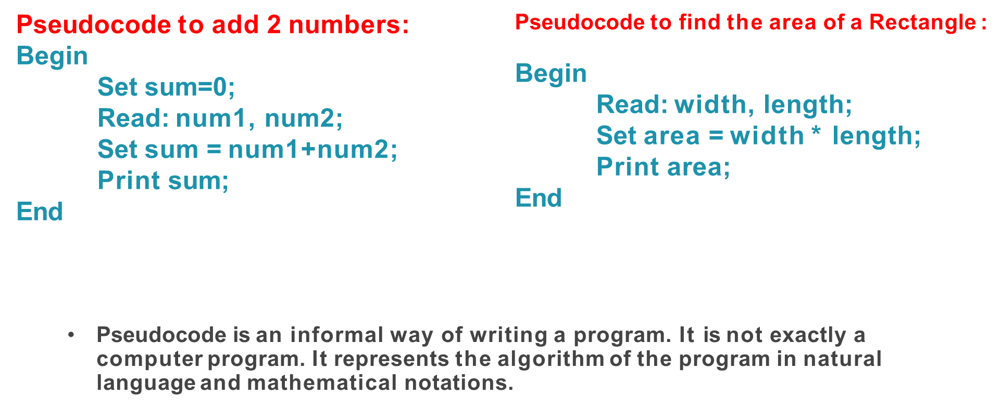 Pseudocode to add 2 numbers:
Begin
Set sum=0;
Read: num1, num2;
Set sum = num1+num2;
Print sum;
End
Pseudocode to find the area of a Rectangle :
Begin
Read: width, length;
Set area = width * length;
Print area;
End
• Pseudocode is an informal way of writing a program. It is not exactly a
computer program. It represents the algorithm of the program in natural
language and mathematical notations.